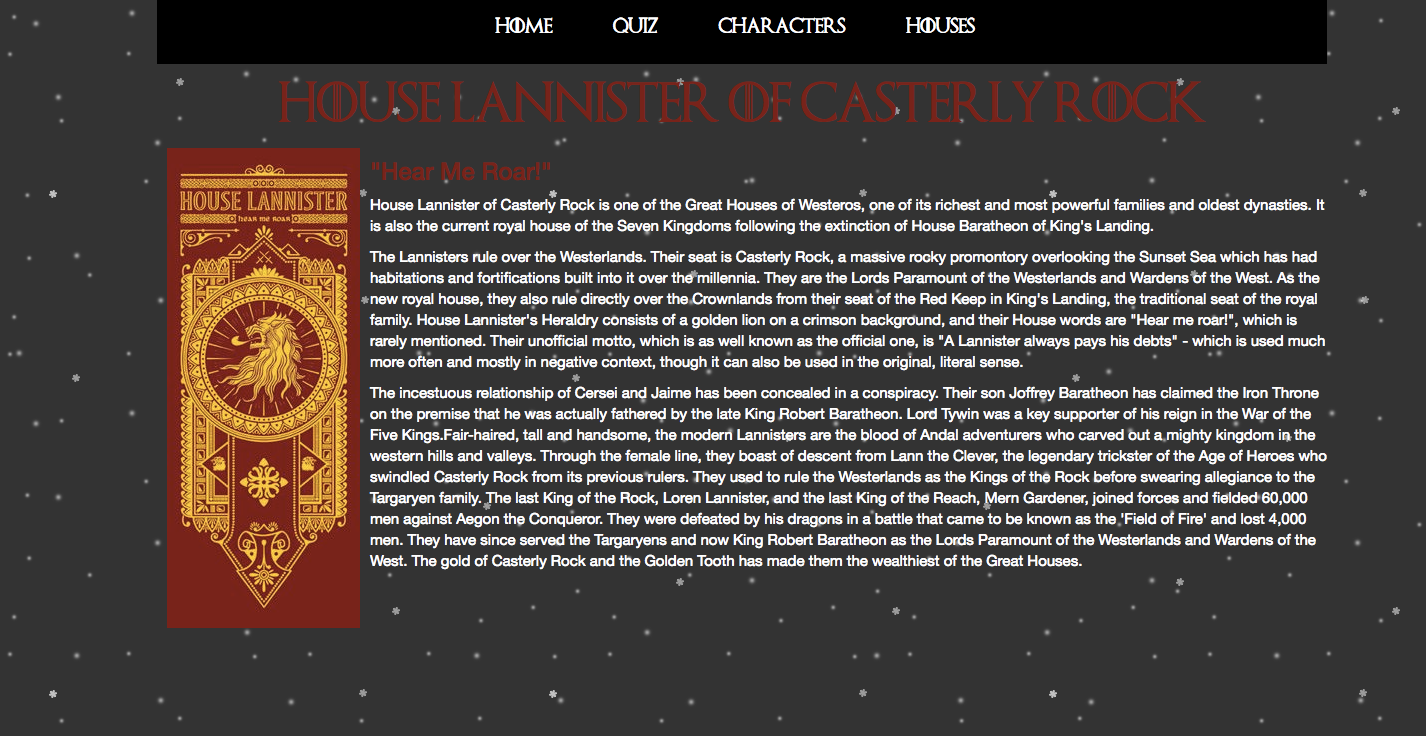 HOME QUIZ CHARACTERS HOUSES
HOUSE LANNISTER OF CASTERLY ROCK
HOUSE LANNISTER
hear me roar
"Hear Me Roar!"
House Lannister of Casterly Rock is one of the Great Houses of Westeros, one of its richest and most powerful families and oldest dynasties. It
is also the current royal house of the Seven Kingdoms following the extinction of House Baratheon of King's Landing.
The Lannisters rule over the Westerlands. Their seat is Casterly Rock, a massive rocky promontory overlooking the Sunset Sea which has had
habitations and fortifications built into it over the millennia. They are the Lords Paramount of the Westerlands and Wardens of the West. As the
new royal house, they also rule directly over the Crownlands from their seat of the Red Keep in King's Landing, the traditional seat of the royal
family. House Lannister's Heraldry consists of a golden lion on a crimson background, and their House words are "Hear me roar!", which is
rarely mentioned. Their unofficial motto, which is as well known as the official one, is "A Lannister always pays his debts" - which is used much
more often and mostly in negative context, though it can also be used in the original, literal sense.
The incestuous relationship of Cersei and Jaime has been concealed in a conspiracy. Their son Joffrey Baratheon has claimed the Iron Throne
on the premise that he was actually fathered by the late King Robert Baratheon. Lord Tywin was a key supporter of his reign in the War of the
Five Kings.Fair-haired, tall and handsome, the modern Lannisters are the blood of Andal adventurers who carved out a mighty kingdom in the
western hills and valleys. Through the female line, they boast of descent from Lann the Clever, the legendary trickster of the Age of Heroes who
swindled Casterly Rock from its previous rulers. They used to rule the Westerlands as the Kings of the Rock before swearing allegiance to the
Targaryen family. The last King of the Rock, Loren Lannister, and the last King of the Reach, Mern Gardener, joined forces and fielded 60,000
men against Aegon the Conqueror. They were defeated by his dragons in a battle that came to be known as the 'Field of Fire' and lost 4,000
men. They have since served the Targaryens and now King Robert Baratheon as the Lords Paramount of the Westerlands and Wardens of the
West. The gold of Casterly Rock and the Golden Tooth has made them the wealthiest of the Great Houses.